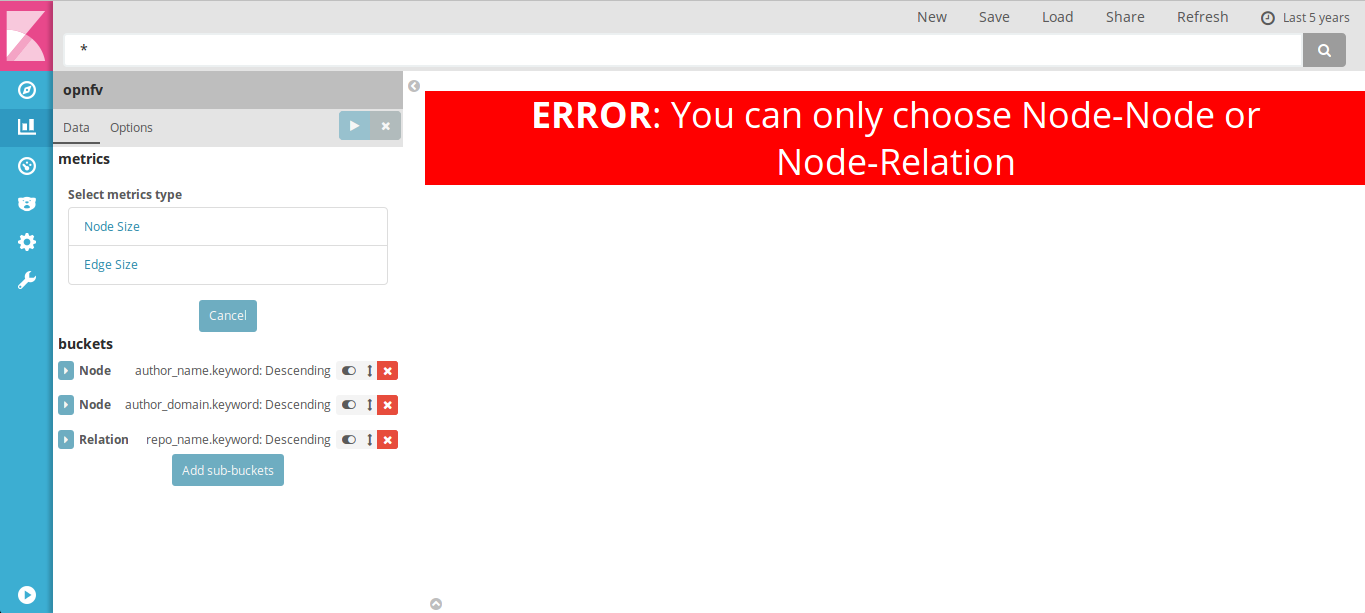 New Save Load Share Refresh Last 5 years
*
opnfv
Data Options
metrics
Select metrics type
Node Size
Edge Size
Cancel
buckets
Node author_name.keyword: Descending
Node author_domain.keyword: Descending
Relation repo_name.keyword: Descending
Add sub-buckets
ERROR: You can only choose Node-Node or
Node-Relation